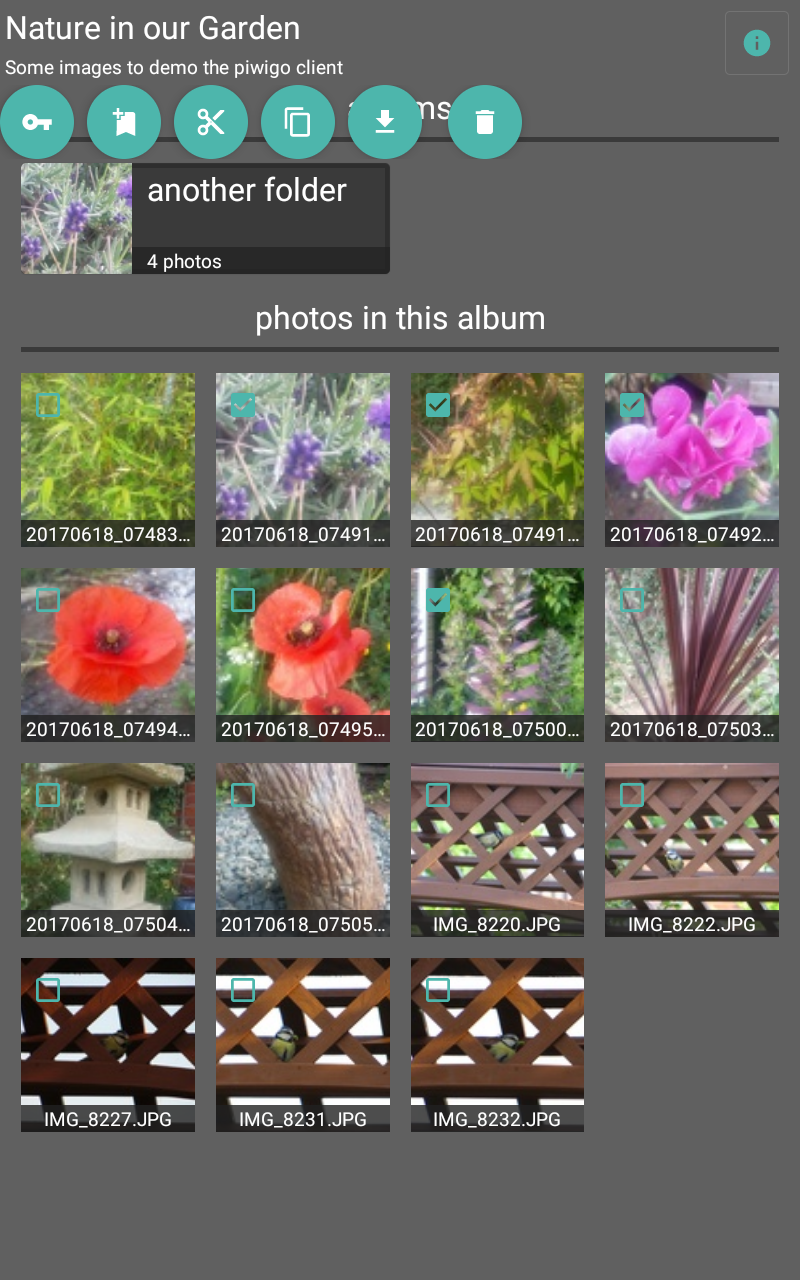 Nature in our Garden
Some images to demo the piwigo client
another folder
4 photos
photos in this album
20170618_07483...
20170618_07491...
20170618_07491...
20170618_07492...
20170618_07494...
20170618_07495...
20170618_07500...
20170618_07503...
20170618_07504...
20170618_07505...
IMG_8220.JPG
IMG_8222.JPG
IMG_8227.JPG
IMG_8231.JPG
IMG_8232.JPG